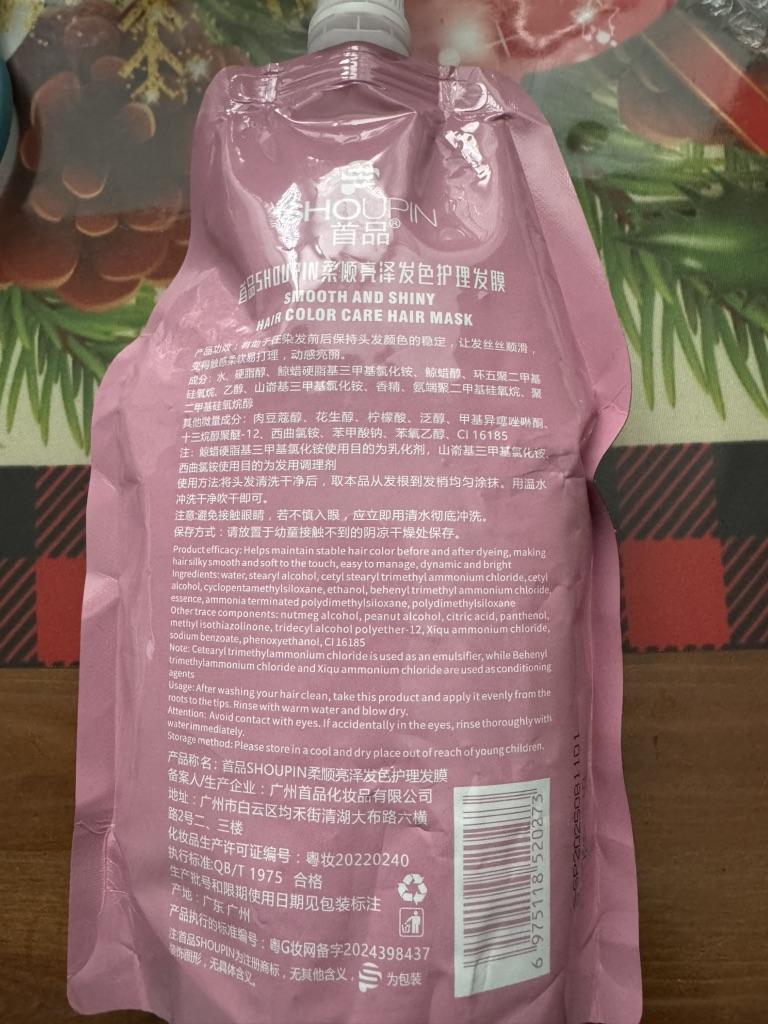 SHOUPIN
首品®
首品SHOUPIN柔顺亮泽发色护理发膜
SMOOTH AND SHINY
HAIR COLOR CARE HAIR MASK
产品功效：有助于在染发前后保持头发颜色的稳定，让发丝丝顺滑，
变得触感柔软易打理，动感亮丽。
成分：水、硬脂醇、鲸蜡硬脂基三甲基氯化铵、鲸蜡醇、环五聚二甲基
硅氧烷、乙醇、山嵛基三甲基氯化铵、香精、氨端聚二甲基硅氧烷、聚
二甲基硅氧烷醇
其他微量成分：肉豆蔻醇、花生醇、柠檬酸、泛醇、甲基异噻唑啉酮、
十三烷醇聚醚-12、西曲氯铵、苯甲酸钠、苯氧乙醇、CI 16185
注：鲸蜡硬脂基三甲基氯化铵使用目的为乳化剂，山嵛基三甲基氯化铵、
西曲氯铵使用目的为发用调理剂
使用方法:将头发清洗干净后，取本品从发根到发梢均匀涂抹。用温水
冲洗干净吹干即可。
注意:避免接触眼睛，若不慎入眼，应立即用清水彻底冲洗。
保存方式：请放置于幼童接触不到的阴凉干燥处保存。
Product efficacy: Helps maintain stable hair color before and after dyeing, making
hair silky smooth and soft to the touch, easy to manage, dynamic and bright
Ingredients: water, stearyl alcohol, cetyl stearyl trimethyl ammonium chloride, cetyl
alcohol, cyclopentamethylsiloxane, ethanol, behenyl trimethyl ammonium chloride,
essence, ammonia terminated polydimethylsiloxane, polydimethylsiloxane
Other trace components: nutmeg alcohol, peanut alcohol, citric acid, panthenol,
methyl isothiazolinone, tridecyl alcohol polyether-12, Xiqu ammonium chloride,
sodium benzoate, phenoxyethanol, CI 16185
Note: Cetearyl trimethylammonium chloride is used as an emulsifier, while Behenyl
trimethylammonium chloride and Xiqu ammonium chloride are used as conditioning
agents
Usage: After washing your hair clean, take this product and apply it evenly from the
roots to the tips. Rinse with warm water and blow dry.
Attention: Avoid contact with eyes. If accidentally in the eyes, rinse thoroughly with
water immediately.
Storage method: Please store in a cool and dry place out of reach of young children.
产品称名：首品SHOUPIN柔顺亮泽发色护理发膜
备案人/生产企业：广州首品化妆品有限公司
地址：广州市白云区均禾街清湖大布路六横
路2号二、三楼
化妆品生产许可证编号：粤妆20220240
执行标准:QB/T 1975 合格
生产批号和限期使用日期见包装标注
产地：广东 广州
产品执行的标准编号：粤G妆网备字2024398437
注:首品SHOUPIN为注册商标，无其他含义，为包装
装饰图形，无具体含义。
6 975118 520273
SP2025081101